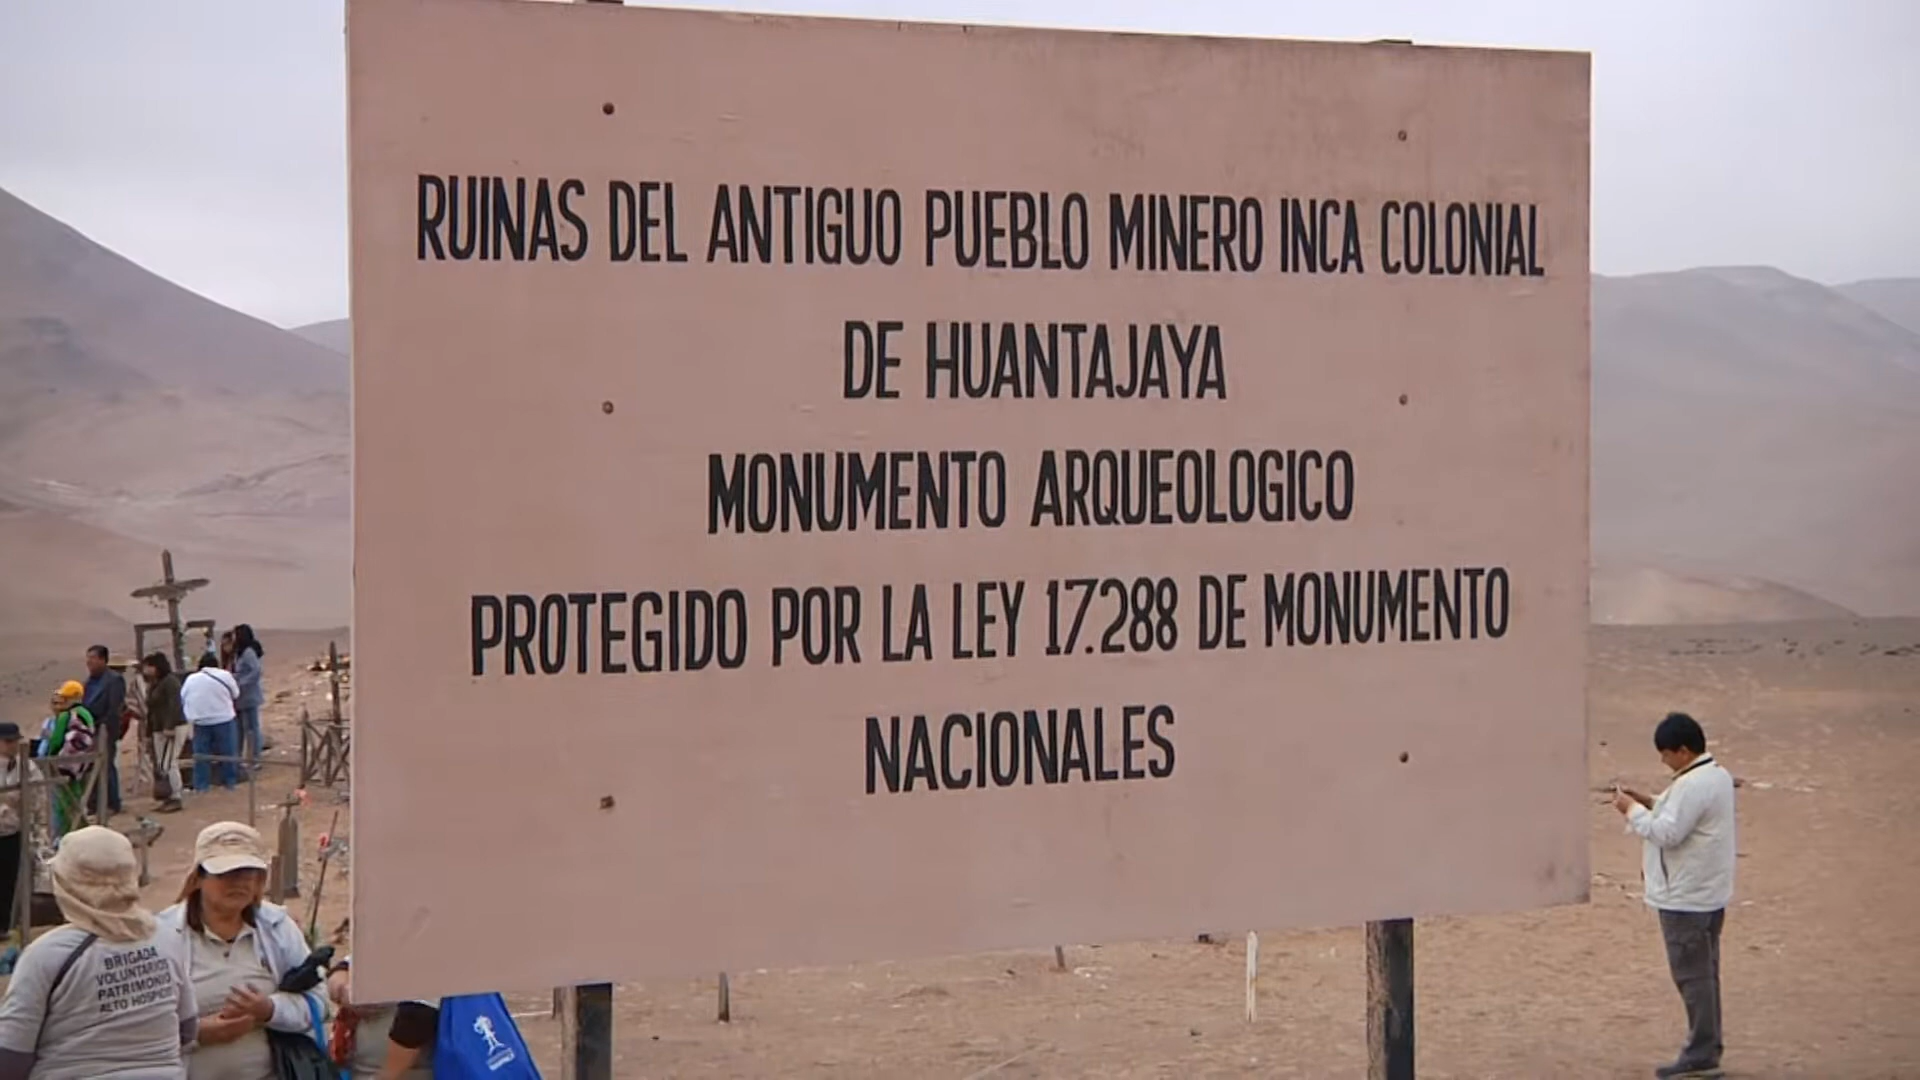 RUINAS DEL ANTIGUO PUEBLO MINERO INCA COLONIAL
DE HUANTAJAYA
MONUMENTO ARQUEOLOGICO
PROTEGIDO POR LA LEY 17.288 DE MONUMENTO
NACIONALES
BRIGADA
VOLUNTARIOS
PATRIMONIO
ALTO HOSPICIO